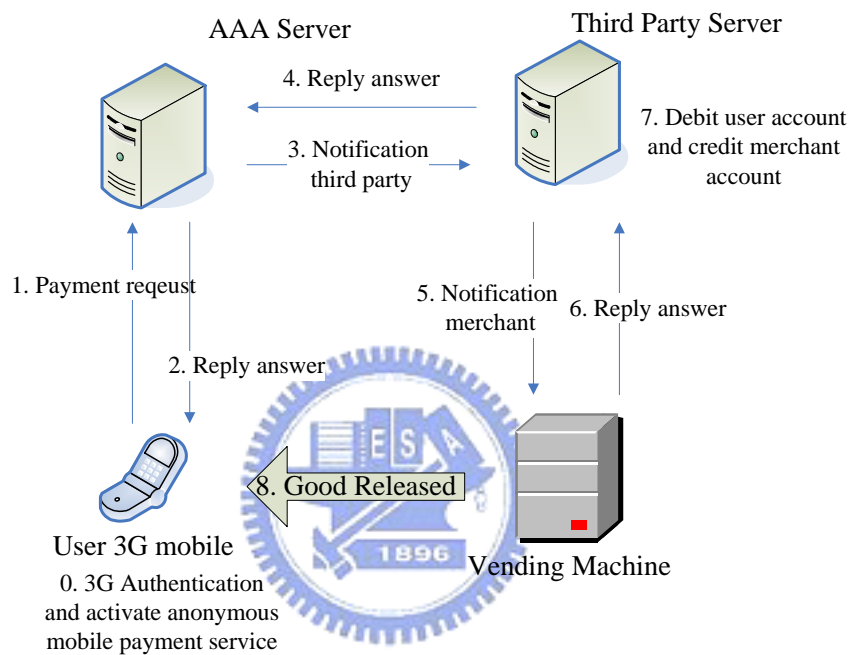 AAA Server
Third Party Server
4. Reply answer
7. Debit user account
and credit merchant
account
3. Notification
third party
1. Payment reqeust
5. Notification
merchant
6. Reply answer
2. Reply answer
E S A
8. Good Released
1896
User 3G mobile
Vending Machine
0. 3G Authentication
and activate anonymous
mobile payment service